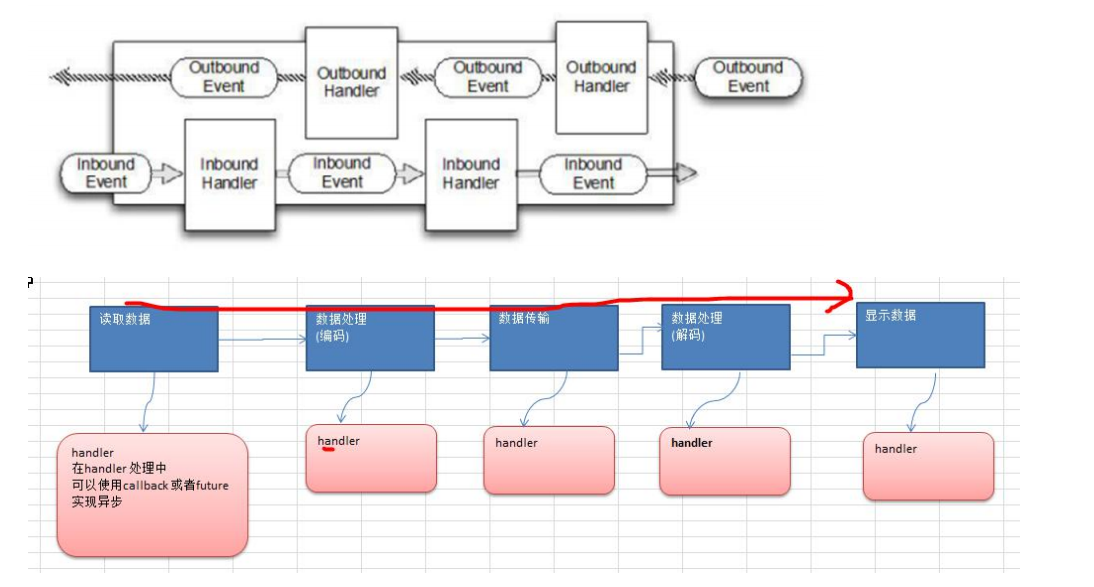 Outbound
Event
Outbound
Handler
Outbound
Event
Outbound
Handler
Outbound
Event
Inbound
Event
Inbound
Handler
Inbound
Event
Inbound
Handler
Inbound
Event
读取数据
数据处理
(编码)
数据传输
数据处理
(解码)
显示数据
handler
在handler 处理中
可以使用callback 或者future
实现异步
handler
handler
handler
handler